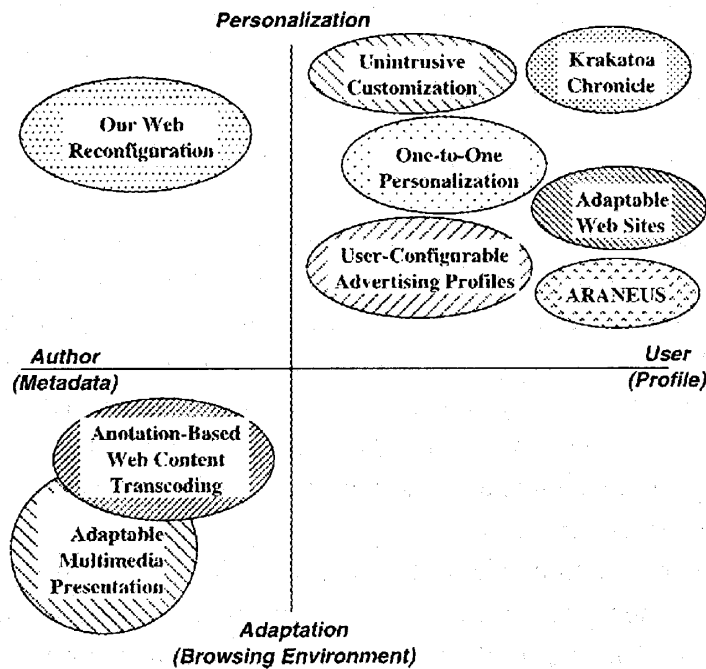 Personalization
Unintrusive
Customization
Krakatoa
Chronicle
Our Web
Reconfiguration
One-to-One
Personalization
Adaptable
Web Sites
User-Configurable
Advertising Profiles
ARANEUS
Author
(Metadata)
User
(Profile)
Anotation-Based
Web Content
Transcoding
Adaptable
Multimedia
Presentation
Adaptation
(Browsing Environment)